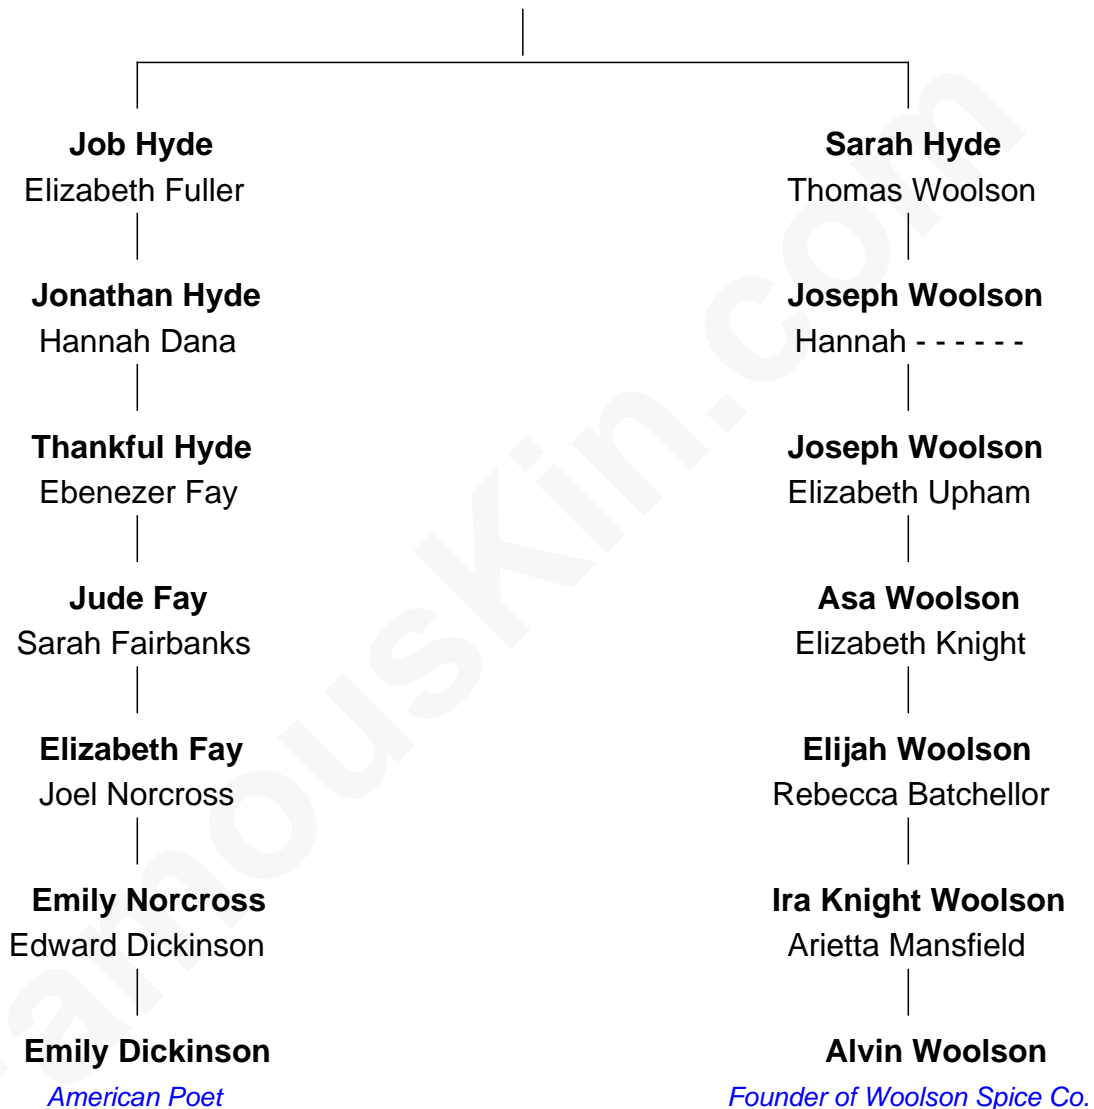 Job Hyde
Elizabeth Fuller
Jonathan Hyde
Hannah Dana
Thankful Hyde
Ebenezer Fay
Jude Fay
Sarah Fairbanks
Elizabeth Fay
Joel Norcross
Emily Norcross
Edward Dickinson
Emily Dickinson
American Poet
Sarah Hyde
Thomas Woolson
Joseph Woolson
Hannah - - - - - -
Joseph Woolson
Elizabeth Upham
Asa Woolson
Elizabeth Knight
Elijah Woolson
Rebecca Batchellor
Ira Knight Woolson
Arietta Mansfield
Alvin Woolson
Founder of Woolson Spice Co.
famousKin.com